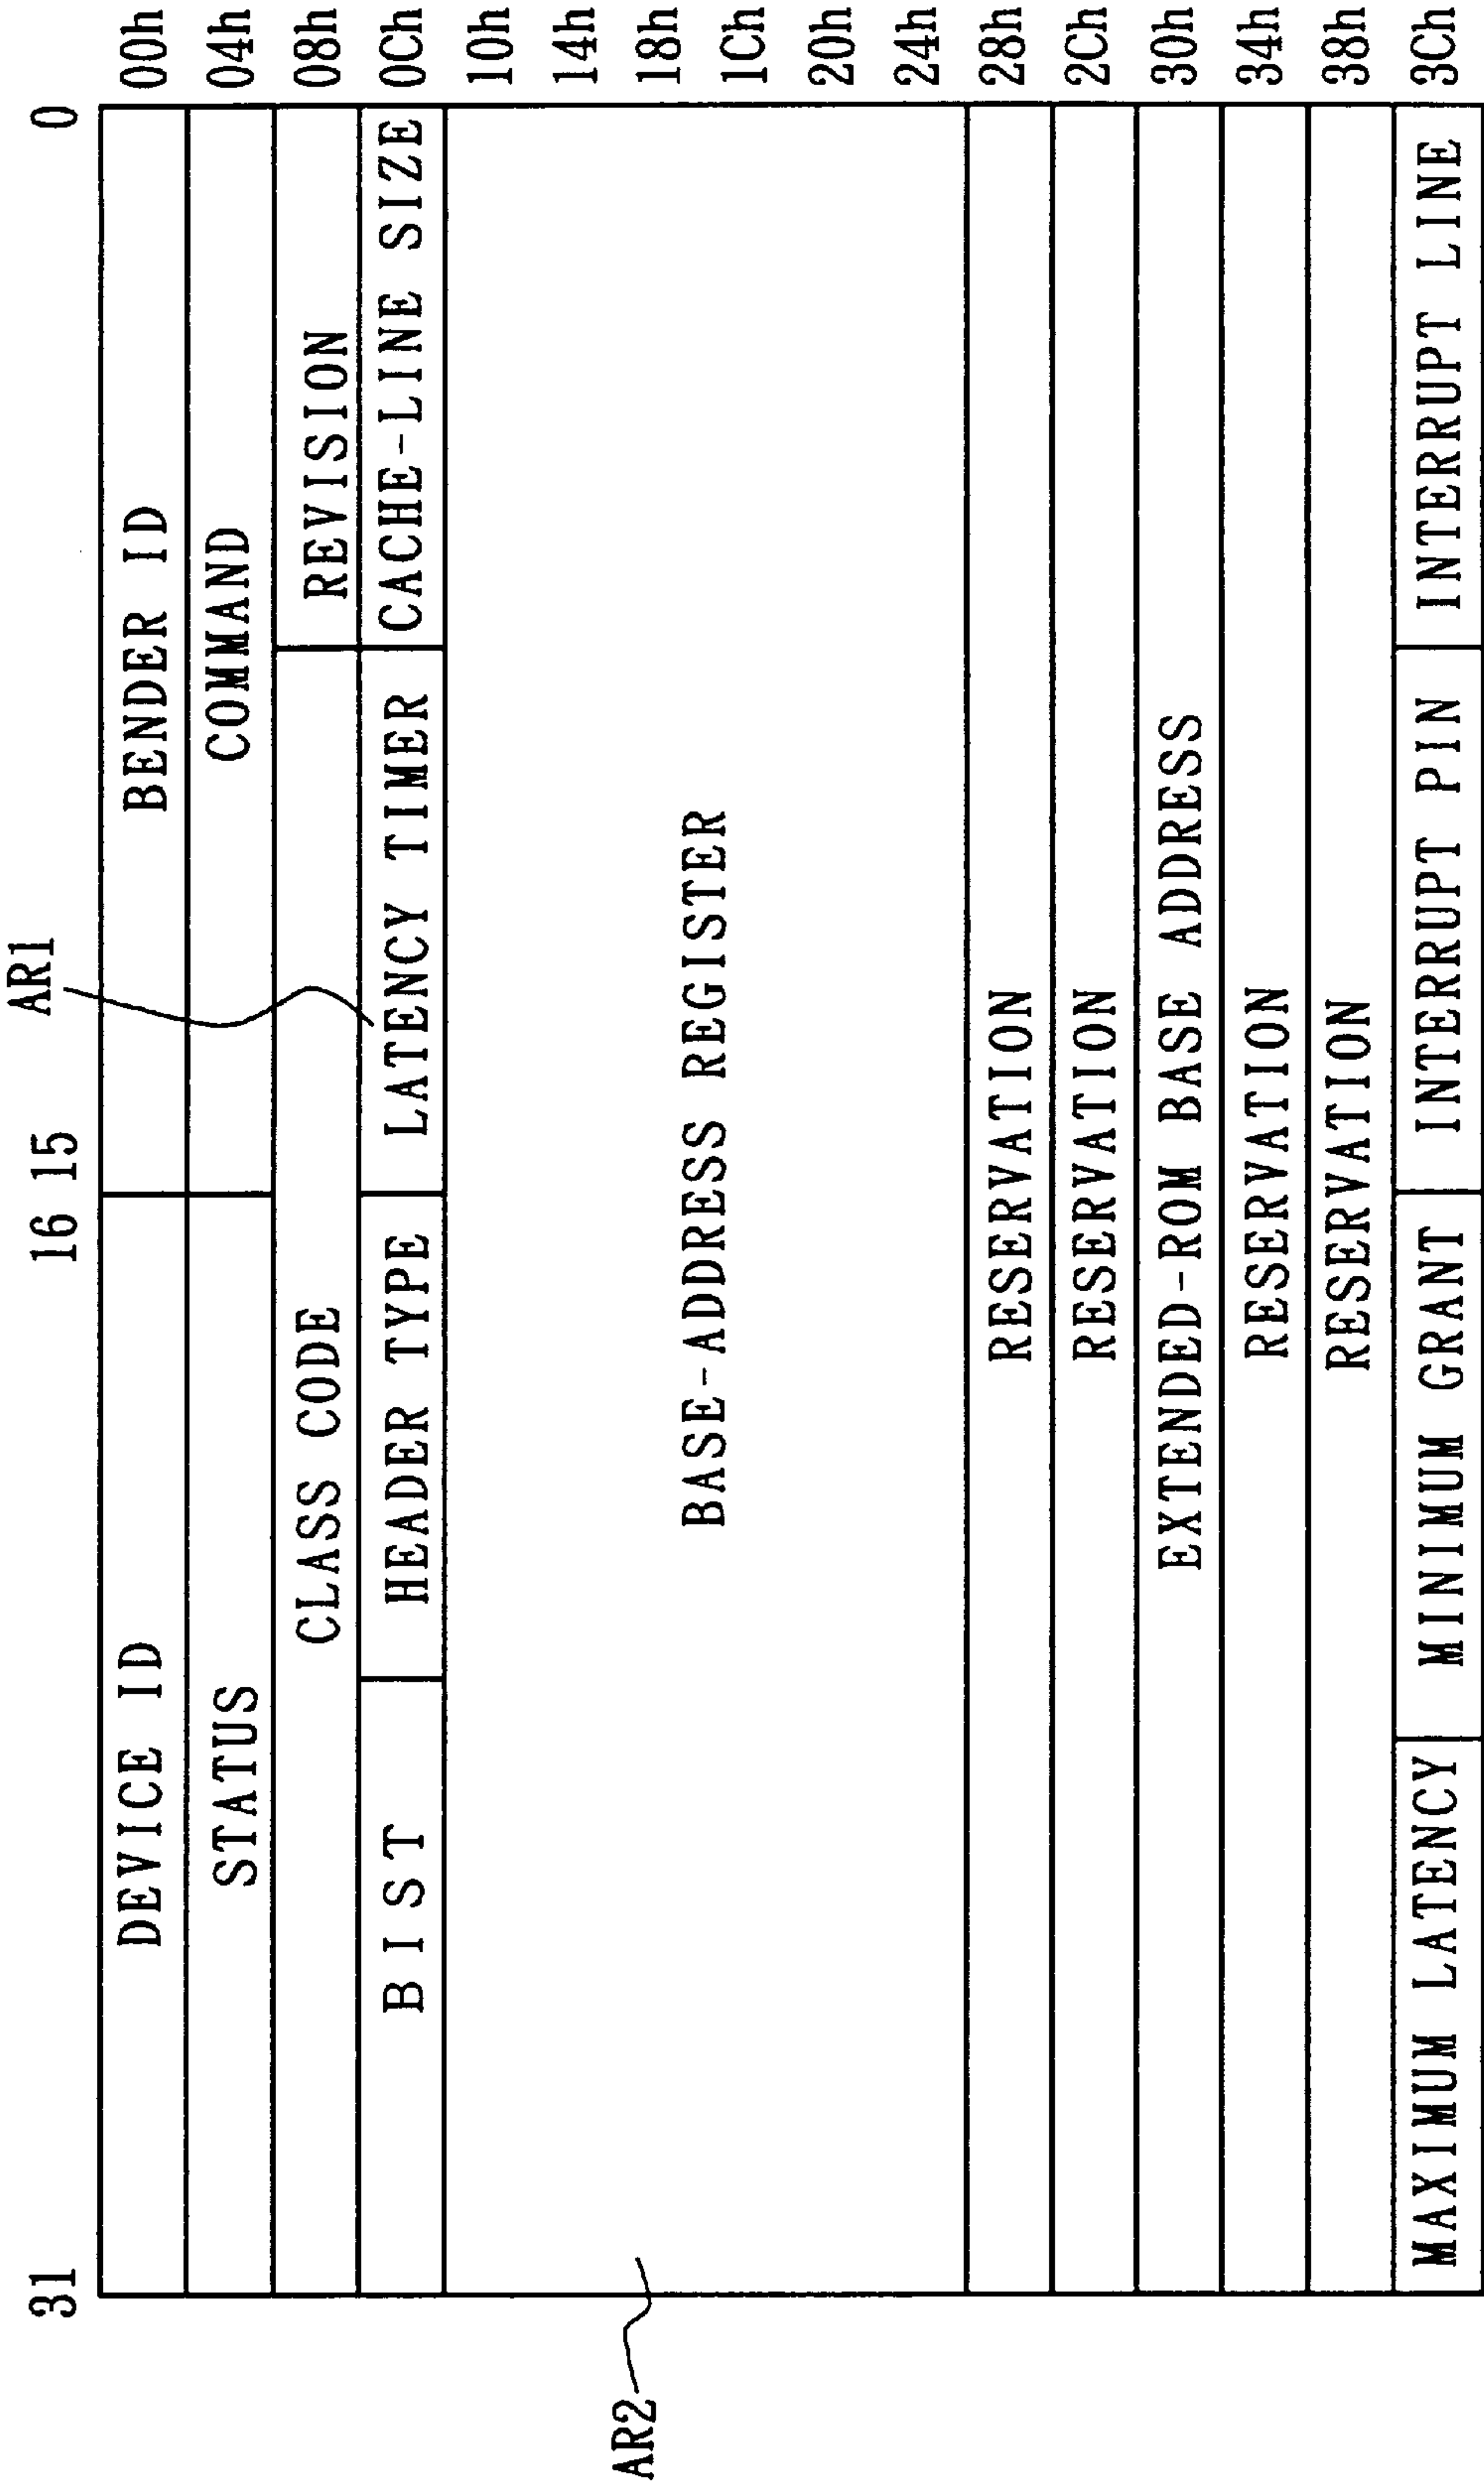 AR1
31 16 15 0
DEVICE ID BENDER ID 00h
STATUS COMMAND 04h
CLASS CODE REVISION 08h
BIST HEADER TYPE LATENCY TIMER CACHE-LINE SIZE 0Ch
10h
14h
AR2 18h
BASE-ADDRESS REGISTER 1Ch
20h
24h
RESERVATION 28h
RESERVATION 2Ch
EXTENDED-ROM BASE ADDRESS 30h
RESERVATION 34h
RESERVATION 38h
MAXIMUM LATENCY MINIMUM GRANT INTERRUPT PIN INTERRUPT LINE 3Ch